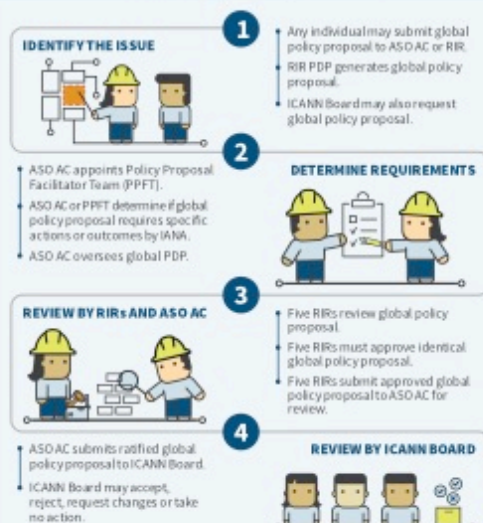 1
IDENTIFY THE ISSUE
Any individual may submit global
policy proposal to ASO AC or RIR.
RIR PDP generates global policy
proposal.
ICANN Board may also request
global policy proposal.
2
ASO AC appoints Policy Proposal
Facilitator Team (PPFT).
ASO AC or PPFT determine if global
policy proposal requires specific
actions or outcomes by IANA.
ASO AC oversees global PDP.
DETERMINE REQUIREMENTS
3
REVIEW BY RIRs AND ASO AC
Five RIRs review global policy
proposal.
Five RIRs must approve identical
global policy proposal.
Five RIRs submit approved global
policy proposal to ASO AC for
review.
4
ASO AC submits ratified global
policy proposal to ICANN Board.
ICANN Board may accept,
reject, request changes or take
no action.
REVIEW BY ICANN BOARD